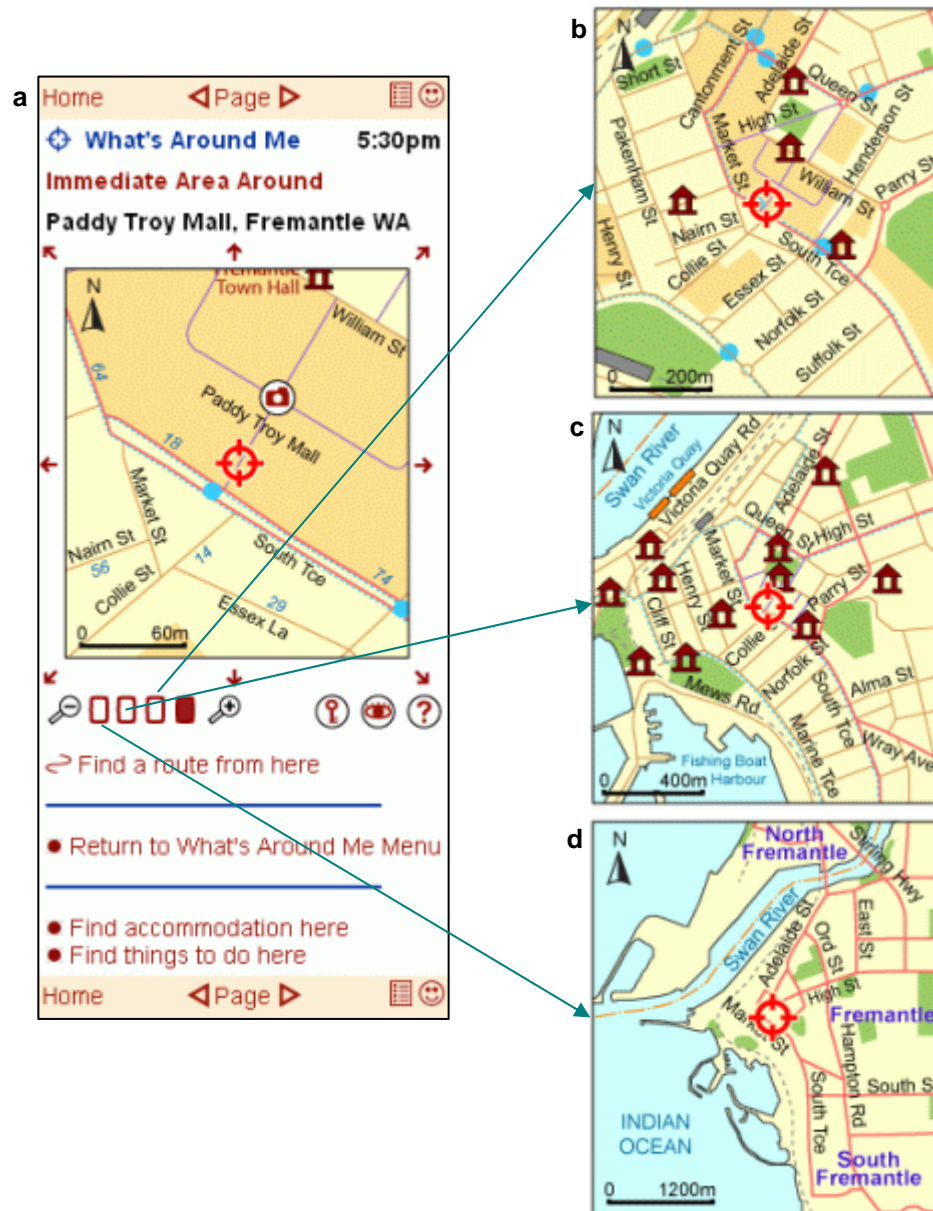 a
Home Page
What's Around Me 5:30pm
Immediate Area Around
Paddy Troy Mall, Fremantle WA
N
Fremantle
Town Hall
William St
64
Paddy Troy Mall
18
Market St
South Tce
Nairn St
56
Collie St
14
74
29
Essex La
0 60m
Find a route from here
Return to What's Around Me Menu
Find accommodation here
Find things to do here
Home Page
b
N
Short St
Cantonment St
Adelaide St
Queen St
High St
Henderson St
Pakenham St
Market St
William St
Parry St
Nairn St
Henry St
Collie St
South Tce
Essex St
Norfolk St
Suffolk St
0 200m
c
N
Swan River
Victoria Quay
Victoria Quay Rd
Adelaide St
Queen St
High St
Market St
Henry St
Cliff St
Parry St
Collie
Norfolk
S
Mews Rd
South Tce
Alma St
Marine Tce
Wray Ave
Fishing Boat
Harbour
0 400m
d
N
North
Fremantle
Stirling Hwy
Swan River
Adelaide St
Ord St
East St
High St
Market St
Fremantle
Hampton Rd
South Tce
South S
INDIAN
OCEAN
South
Fremantle
0 1200m